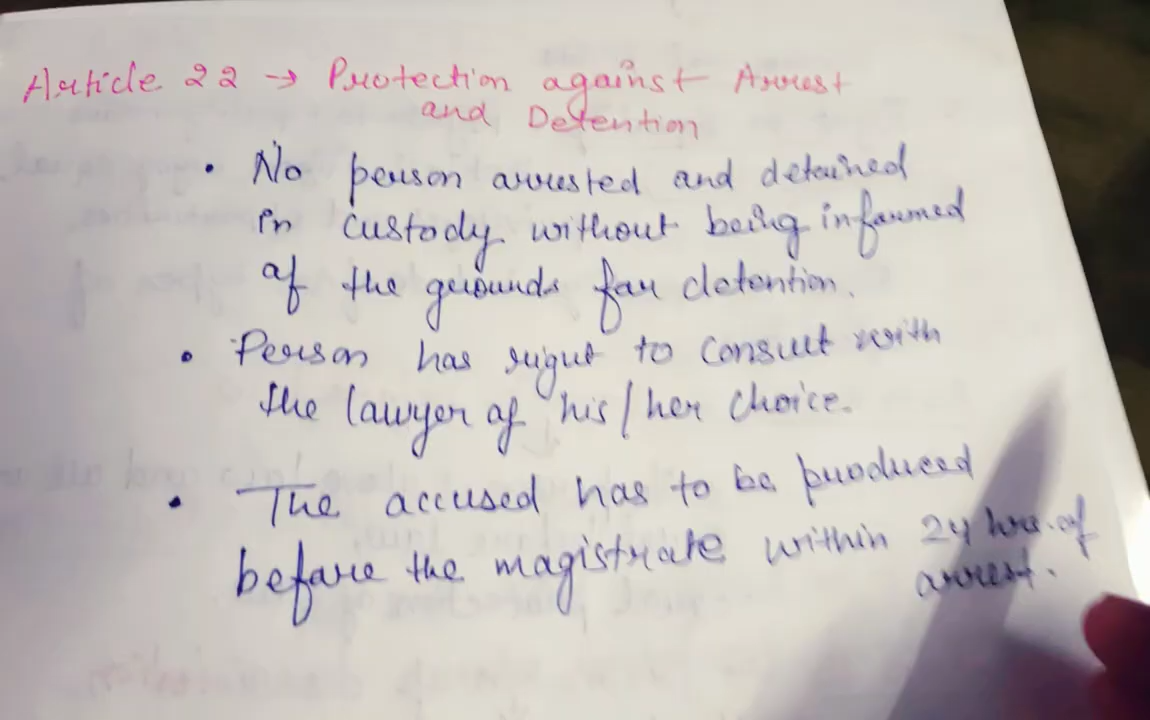 Article 22 → Protection against Arrest
and Detention
• No person arrested and detained
in custody without being informed
of the grounds for detention.
• Person has right to consult with
the lawyer of his/her choice.
• The accused has to be produced
before the magistrate within 24 hrs. of
arrest.